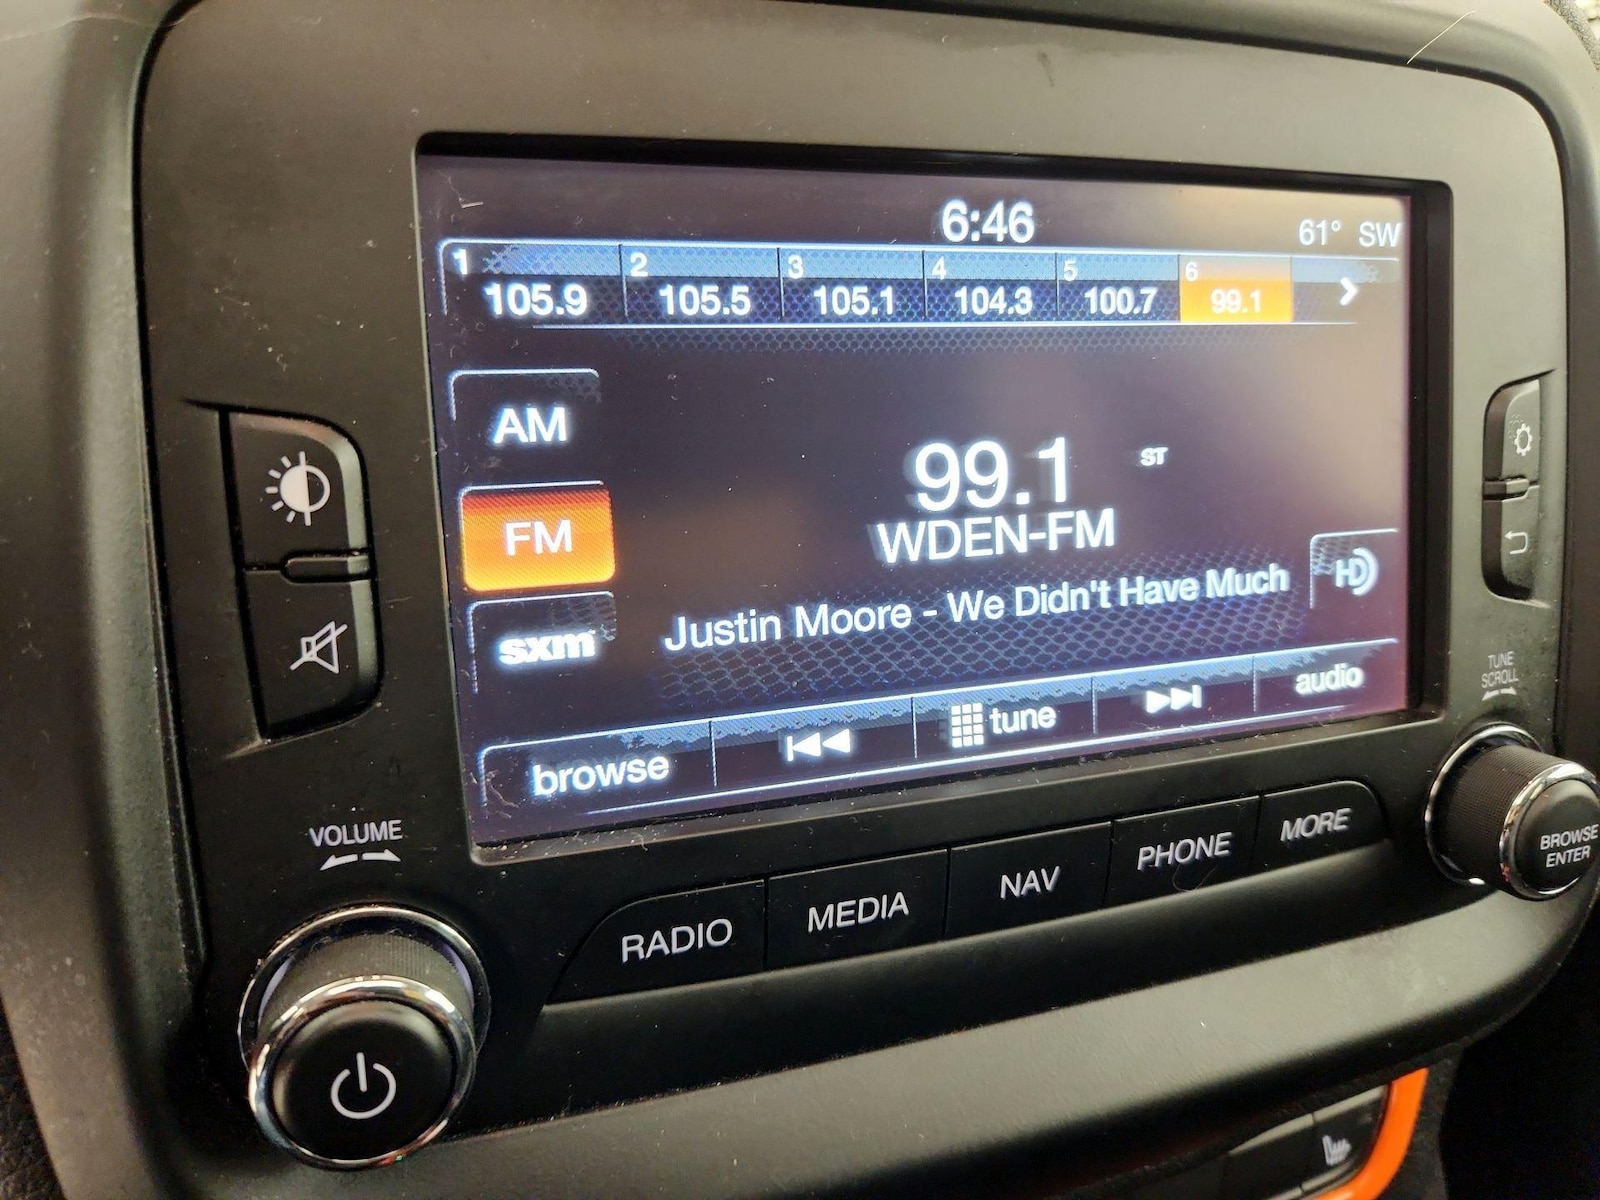 6:46
61° SW
1 2 3 4 5 6
105.9 105.5 105.1 104.3 100.7 99.1
AM
99.1 ST
FM
WDEN-FM
HD
Justin Moore - We Didn't Have Much
sxm
browse tune audio
VOLUME
TUNE
SCROLL
RADIO MEDIA NAV PHONE MORE
BROWSE
ENTER